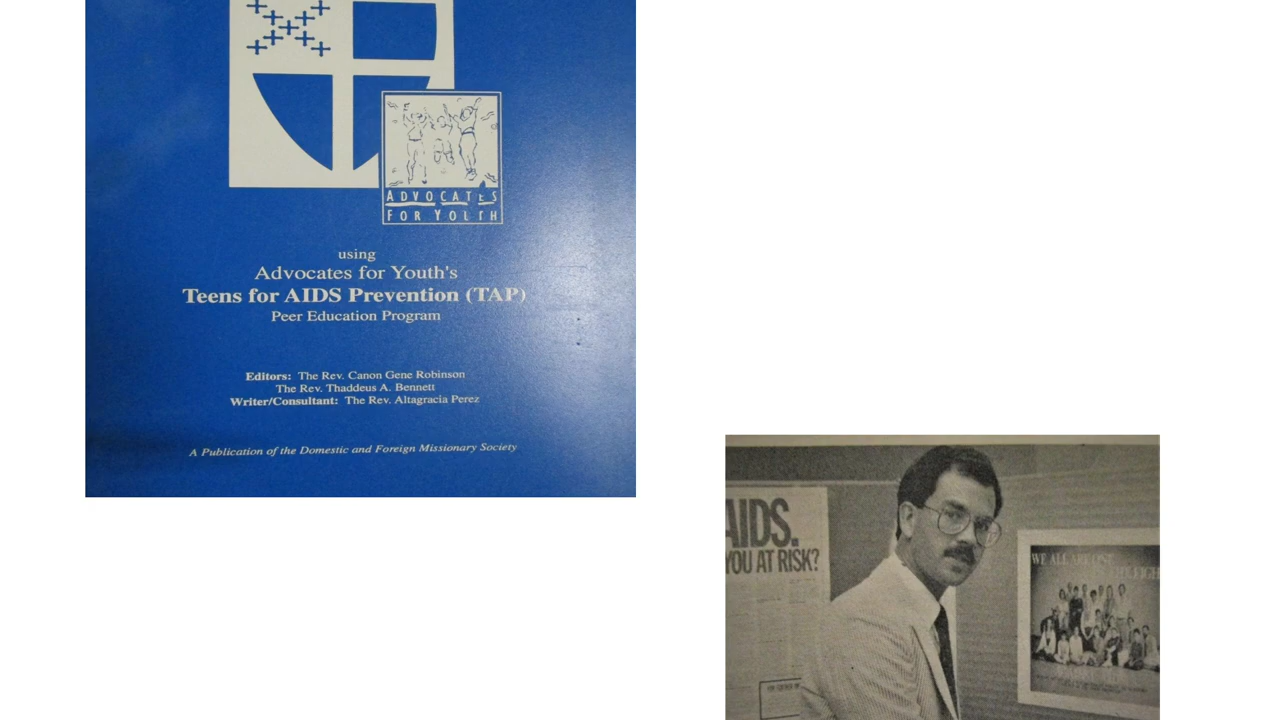 ADVOCATES
FOR YOUTH
using
Advocates for Youth's
Teens for AIDS Prevention (TAP)
Peer Education Program
Editors: The Rev. Canon Gene Robinson
The Rev. Thaddeus A. Bennett
Writer/Consultant: The Rev. Altagracia Perez
A Publication of the Domestic and Foreign Missionary Society
AIDS.
YOU AT RISK?
WE ALL ARE